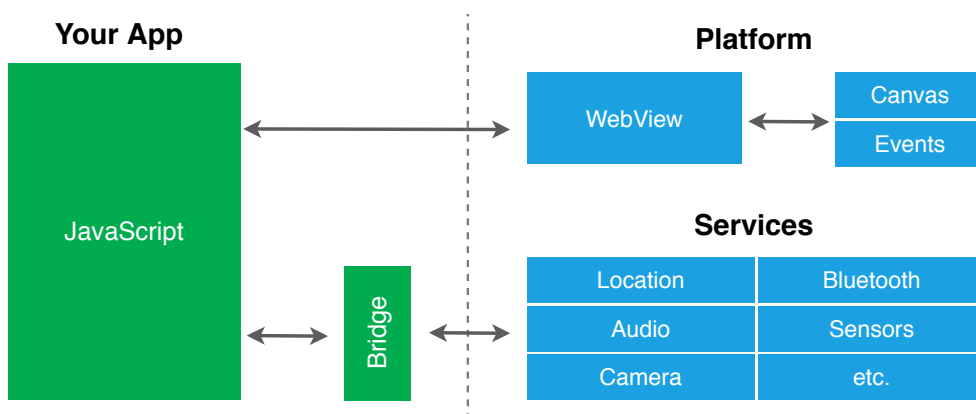 Your App
JavaScript
Bridge
Platform
WebView
Canvas
Events
Services
Location
Bluetooth
Audio
Sensors
Camera
etc.